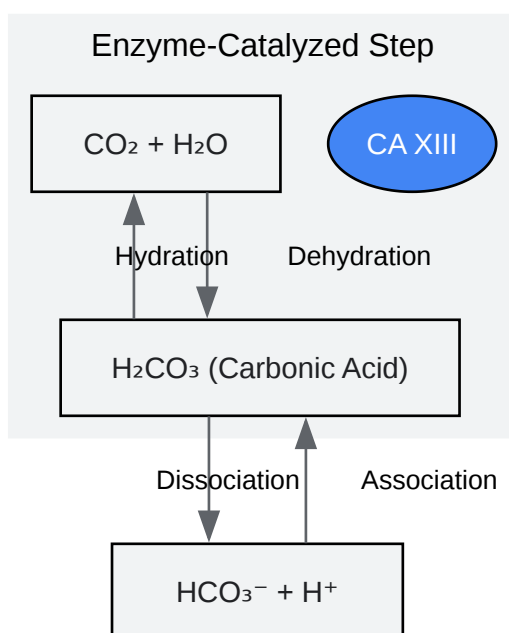 Enzyme-Catalyzed Step
CO₂ + H₂O
CA XIII
Hydration
Dehydration
H₂CO₃ (Carbonic Acid)
Dissociation
Association
HCO₃⁻ + H⁺